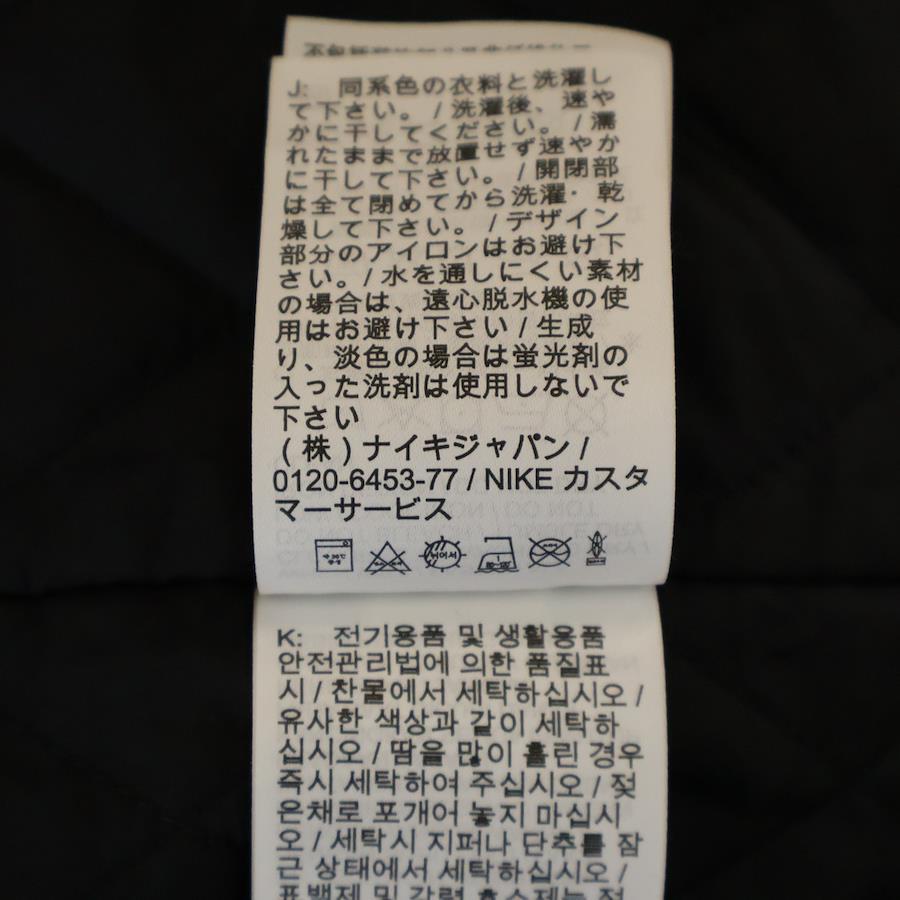 J: 同系色の衣料と洗濯し
て下さい。 / 洗濯後、速や
かに干してください。 / 濡
れたままで放置せず速やか
に干して下さい。 / 開閉部
は全て閉めてから洗濯・乾
燥して下さい。 / デザイン
部分のアイロンはお避け下
さい。 / 水を通しにくい素材
の場合は、遠心脱水機の使
用はお避け下さい / 生成
り、淡色の場合は蛍光剤の
入った洗剤は使用しないで
下さい
(株) ナイキジャパン /
0120-6453-77 / NIKE カスタ
マーサービス
K: 전기용품 및 생활용품
안전관리법에 의한 품질표
시 / 찬물에서 세탁하십시오 /
유사한 색상과 같이 세탁하
십시오 / 땀을 많이 흘린 경우
즉시 세탁하여 주십시오 / 젖
은채로 포개어 놓지 마십시
오 / 세탁시 지퍼나 단추를 잠
근 상태에서 세탁하십시오 /
표백제 및